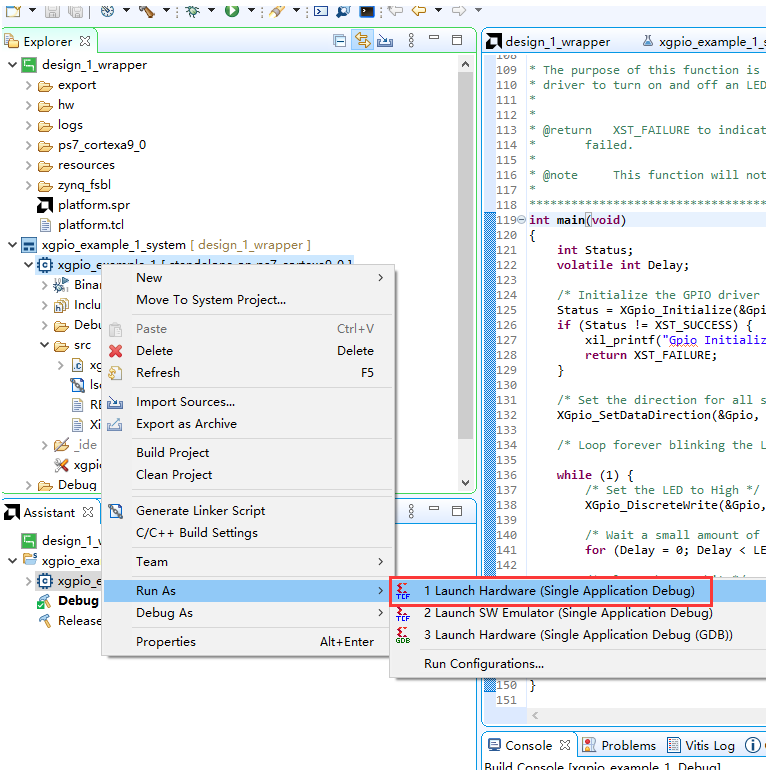 Explorer
design_1_wrapper
export
hw
logs
ps7_cortexa9_0
resources
zynq_fsbl
platform.spr
platform.tcl
xgpio_example_1_system [ design_1_wrapper ]
xgpio_example_1 [ standalone on ps7_cortexa9_0 ]
Binar
Inclu
Debu
src
xg
lsc
RE
Xi
_ide
xgpi
Debug
New
Move To System Project...
Paste Ctrl+V
Delete Delete
Refresh F5
Import Sources...
Export as Archive
Build Project
Clean Project
Generate Linker Script
C/C++ Build Settings
Team
Run As
Debug As
Properties Alt+Enter
1 Launch Hardware (Single Application Debug)
2 Launch SW Emulator (Single Application Debug)
3 Launch Hardware (Single Application Debug (GDB))
Run Configurations...
Assistant
design_1_w
xgpio_exa
xgpio_e
Debug
Release
design_1_wrapper xgpio_example_1_s
108
109 * The purpose of this function is
110 * driver to turn on and off an LED
111 *
112 *
113 * @return XST_FAILURE to indicat
114 * failed.
115 *
116 * @note This function will not
117 *
118 *********************************
119 int main(void)
120 {
121 int Status;
122 volatile int Delay;
123
124 /* Initialize the GPIO driver
125 Status = XGpio_Initialize(&Gpi
126 if (Status != XST_SUCCESS) {
127 xil_printf("Gpio Initializ
128 return XST_FAILURE;
129 }
130
131 /* Set the direction for all s
132 XGpio_SetDataDirection(&Gpio,
133
134 /* Loop forever blinking the L
135
136 while (1) {
137 /* Set the LED to High */
138 XGpio_DiscreteWrite(&Gpio,
139
140 /* Wait a small amount of
141 for (Delay = 0; Delay < LE
142
150 }
151
Console Problems Vitis Log
Build Console [xgpio_example_1, Debug]